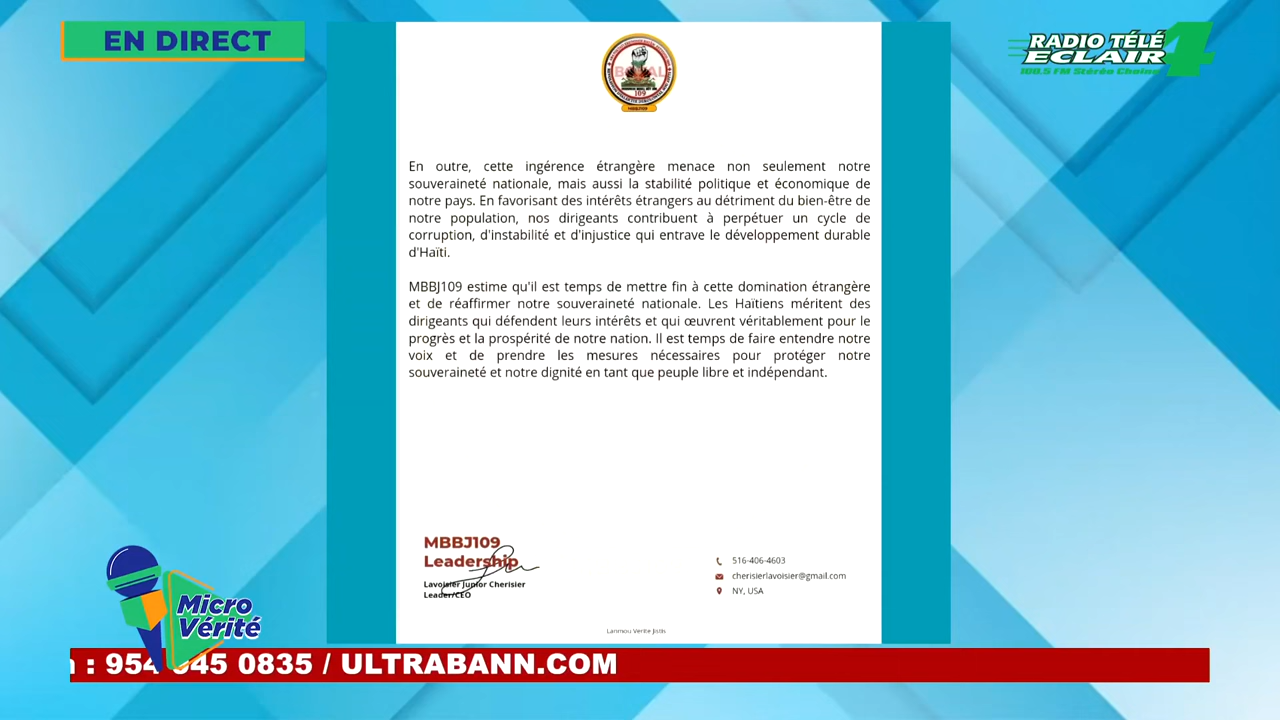 EN DIRECT
RADIO TÉLÉ
ECLAIR 4
100.5 FM Stéréo Chaine
109
En outre, cette ingérence étrangère menace non seulement notre
souveraineté nationale, mais aussi la stabilité politique et économique de
notre pays. En favorisant des intérêts étrangers au détriment du bien-être de
notre population, nos dirigeants contribuent à perpétuer un cycle de
corruption, d'instabilité et d'injustice qui entrave le développement durable
d'Haïti.
MBBJ109 estime qu'il est temps de mettre fin à cette domination étrangère
et de réaffirmer notre souveraineté nationale. Les Haïtiens méritent des
dirigeants qui défendent leurs intérêts et qui œuvrent véritablement pour le
progrès et la prospérité de notre nation. Il est temps de faire entendre notre
voix et de prendre les mesures nécessaires pour protéger notre
souveraineté et notre dignité en tant que peuple libre et indépendant.
MBBJ109
Leadership
Lavoisier Junior Cherisier
Leader/CEO
516-406-4603
cherisierlavoisier@gmail.com
NY, USA
Lanmou Verite Jistis
Micro
Vérité
: 954 945 0835 / ULTRABANN.COM